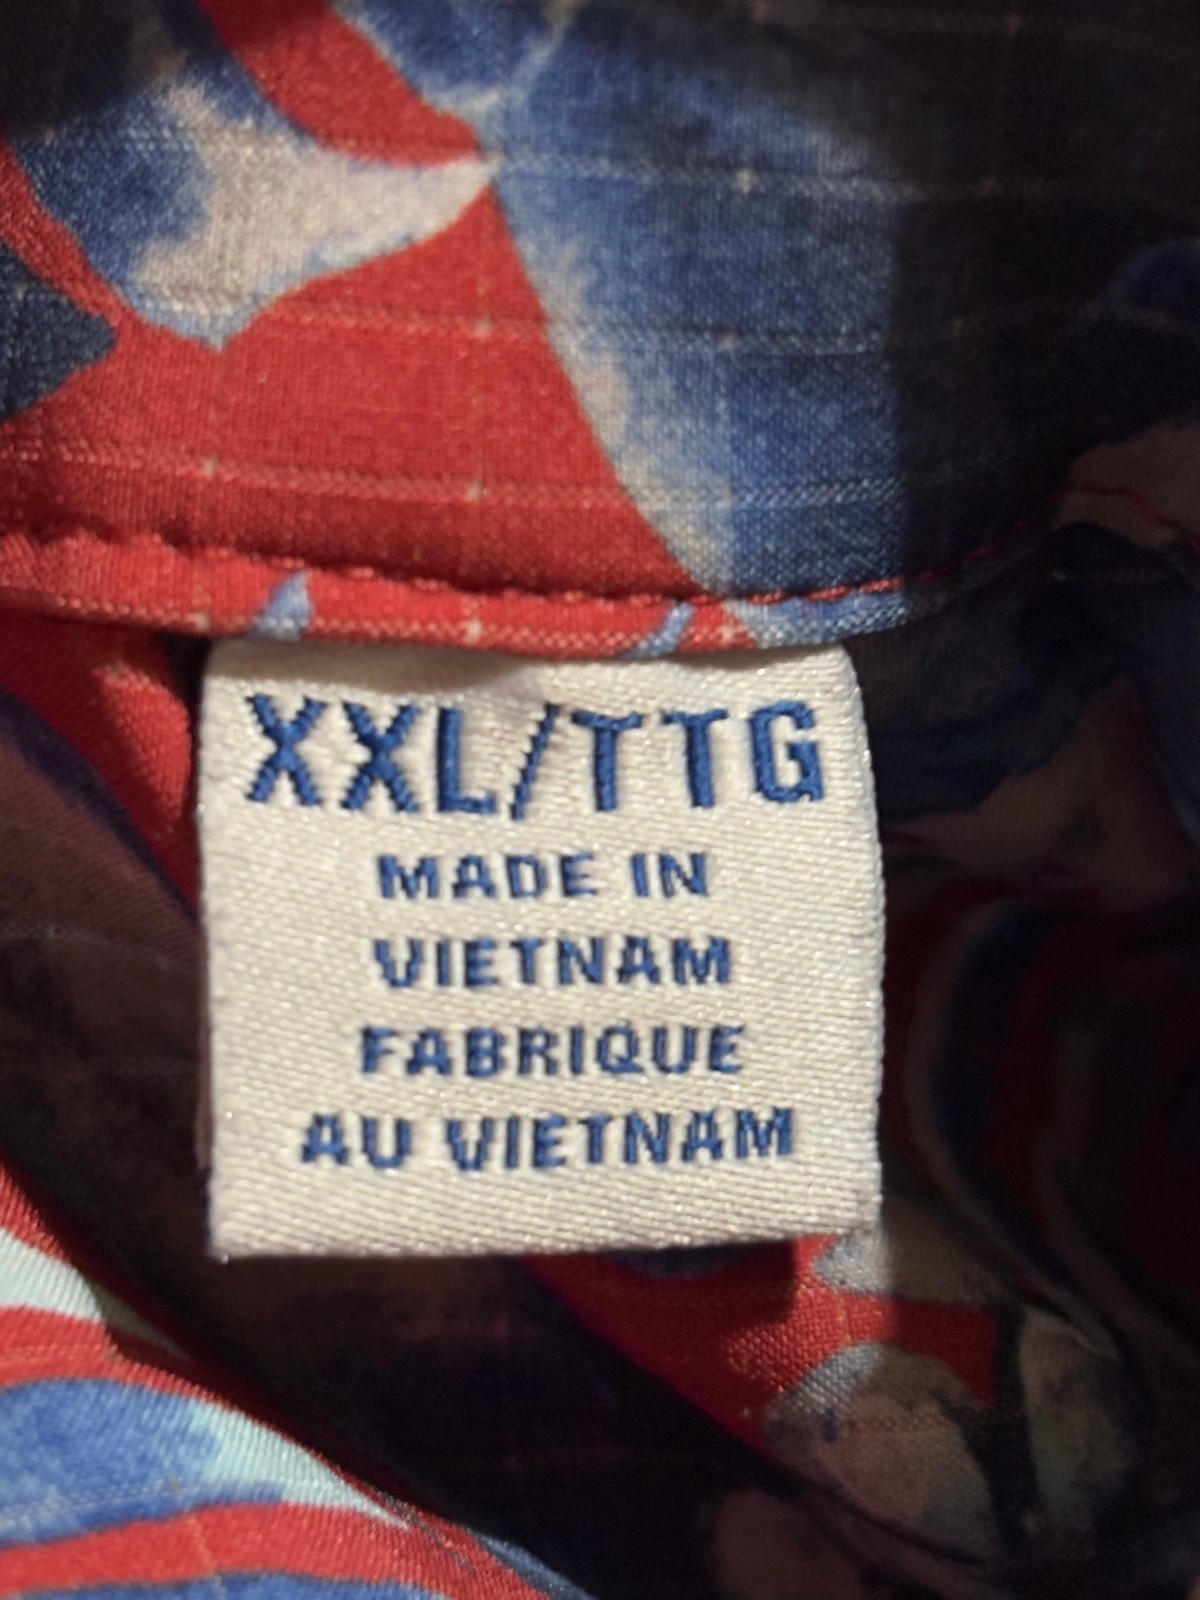 XXL/TTG
MADE IN
VIETNAM
FABRIQUE
AU VIETNAM